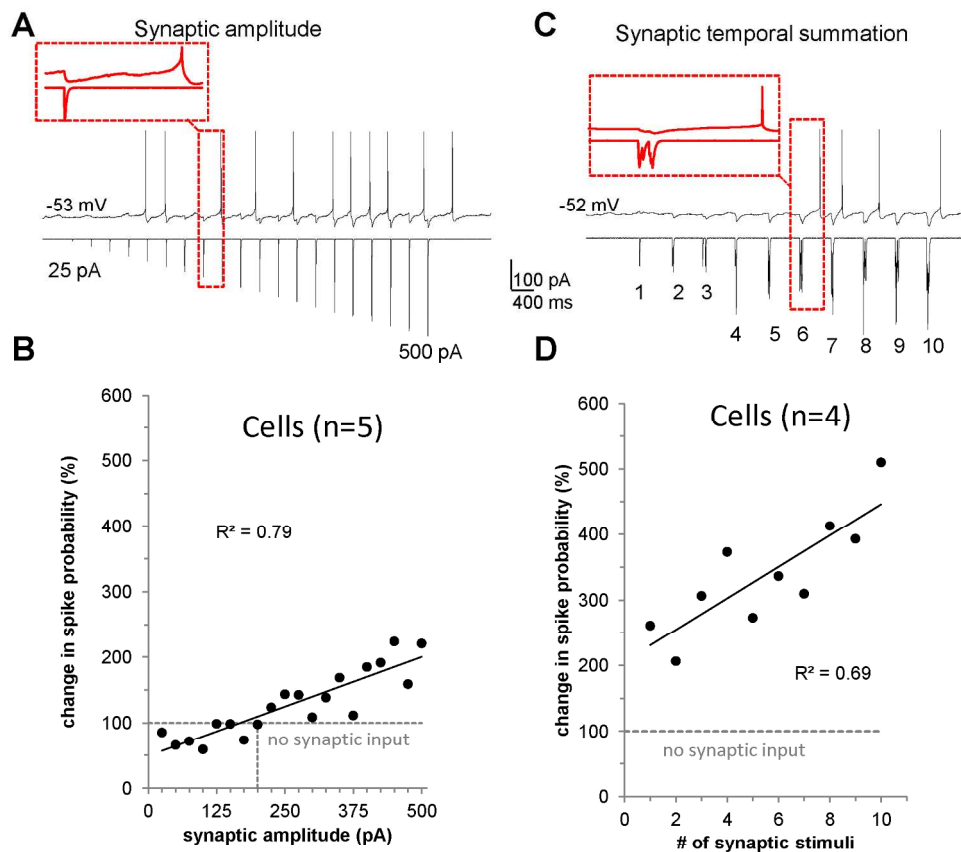 A
Synaptic amplitude
-53 mV
25 pA
500 pA
C
Synaptic temporal summation
-52 mV
100 pA
400 ms
1
2
3
4
5
6
7
8
9
10
B
600
500
400
300
200
100
0
change in spike probability (%)
Cells (n=5)
R² = 0.79
no synaptic input
0
125
250
375
500
synaptic amplitude (pA)
D
600
500
400
300
200
100
0
change in spike probability (%)
Cells (n=4)
R² = 0.69
no synaptic input
0
2
4
6
8
10
# of synaptic stimuli